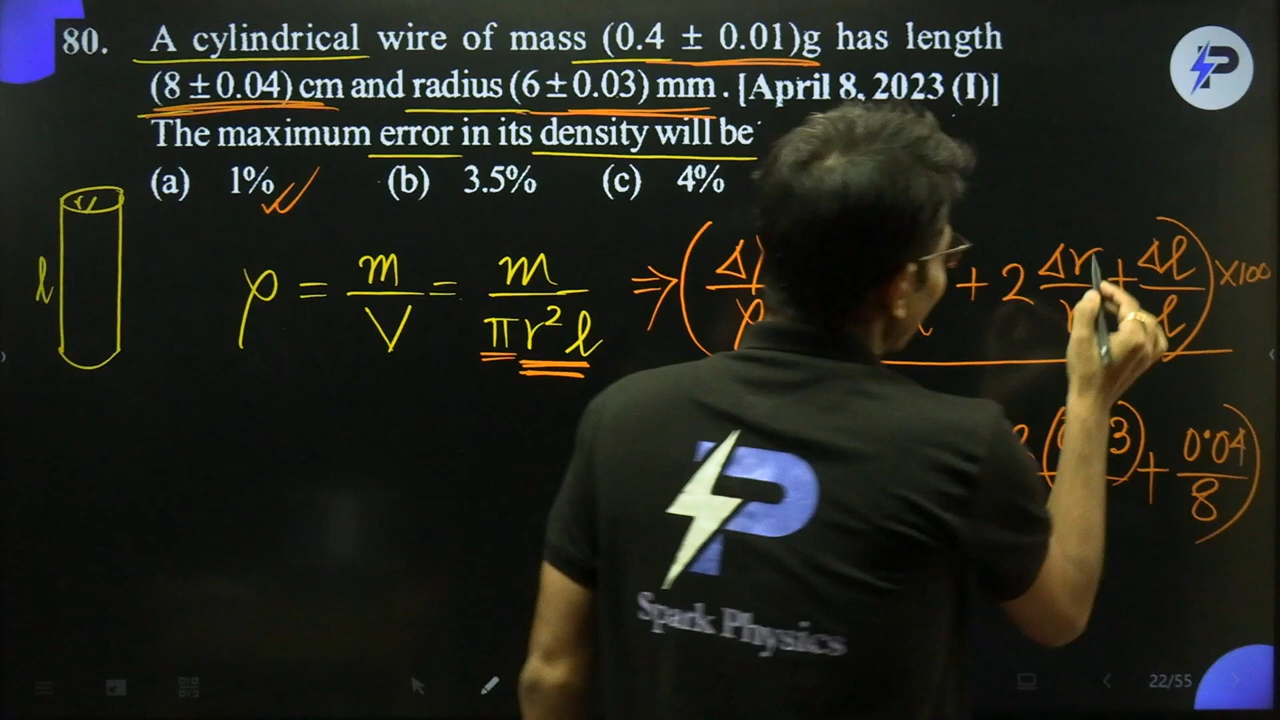 80. A cylindrical wire of mass (0.4 ± 0.01)g has length
(8 ± 0.04) cm and radius (6 ± 0.03) mm. [April 8, 2023 (I)]
The maximum error in its density will be
(a) 1% (b) 3.5% (c) 4%
l r
ρ = m/V = m/πr²l ⇒ (Δ + 2 Δr/r + Δl/l) ×100
3) + 0.04/8)
P
Spark Physics
22/55